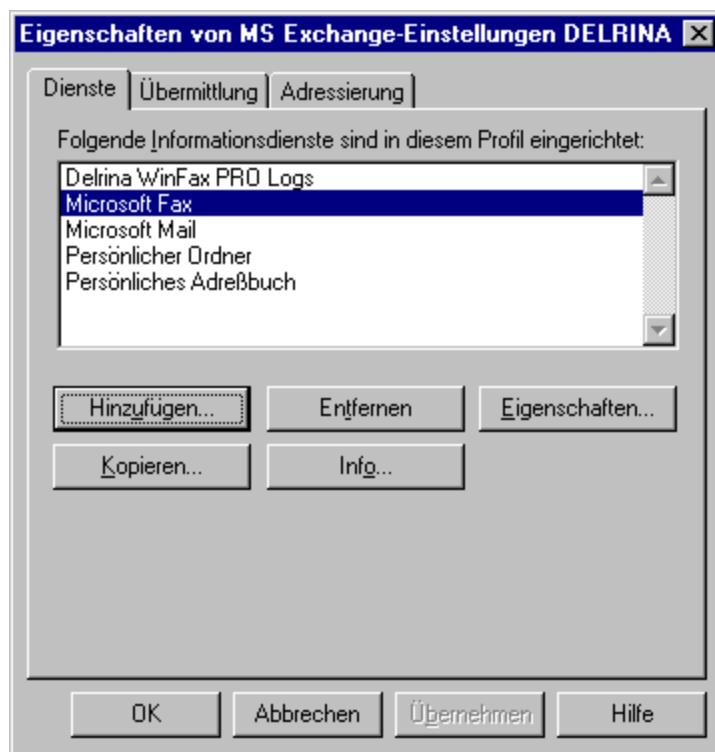 Eigenschaften von MS Exchange-Einstellungen DELRINA
Dienste Übermittlung Adressierung
Folgende Informationsdienste sind in diesem Profil eingerichtet:
Delrina WinFax PRO Logs
Microsoft Fax
Microsoft Mail
Persönlicher Ordner
Persönliches Adreßbuch
Hinzufügen... Entfernen Eigenschaften...
Kopieren... Info...
OK Abbrechen Übernehmen Hilfe